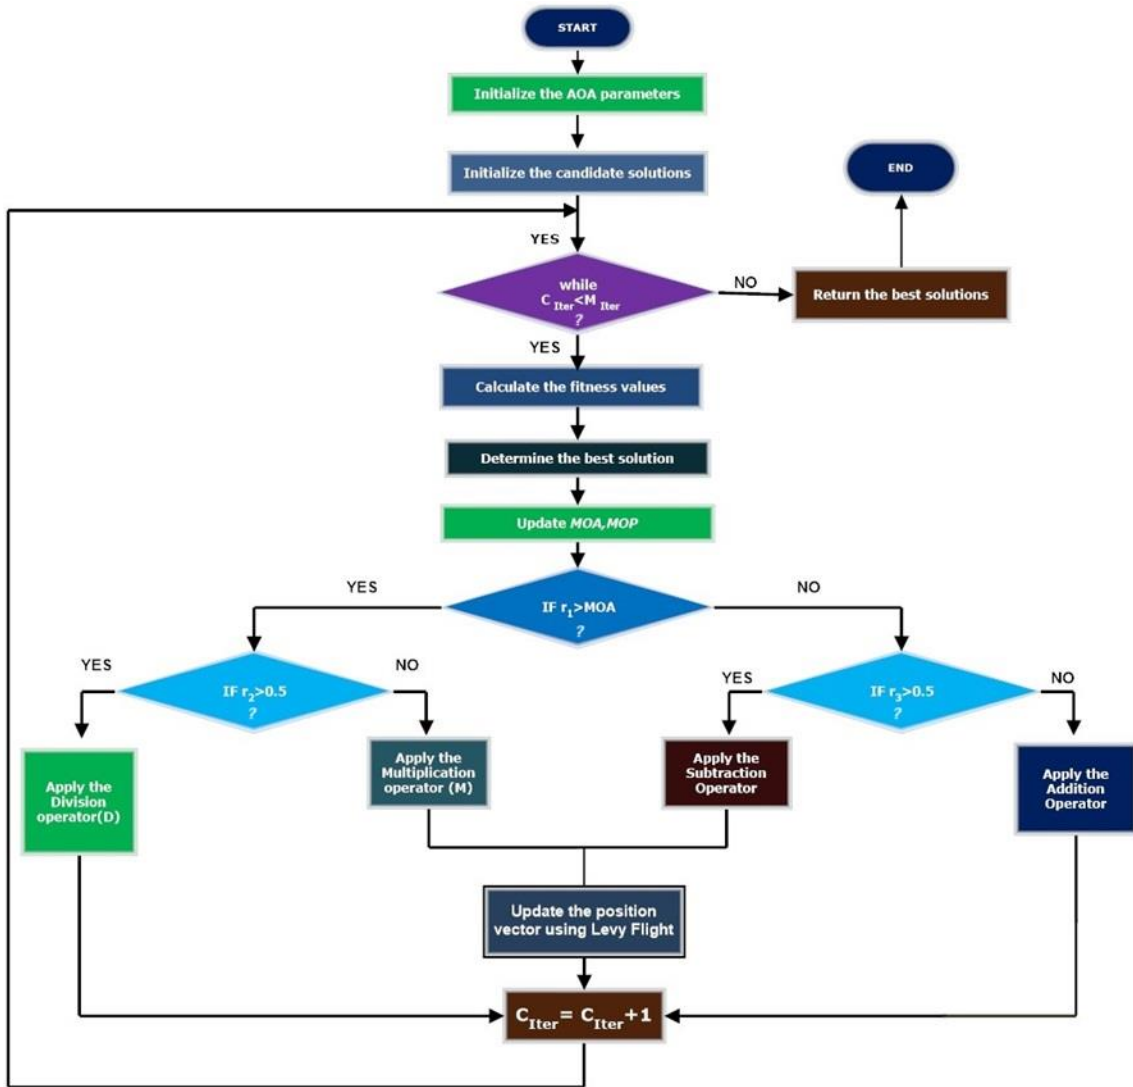 START
Initialize the AOA parameters
Initialize the candidate solutions
END
YES
while
C Iter<M Iter
?
NO
Return the best solutions
YES
Calculate the fitness values
Determine the best solution
Update MOA,MOP
YES
NO
IF r1>MOA
?
YES
NO
YES
NO
IF r2>0.5
?
IF r3>0.5
?
Apply the
Division
operator(D)
Apply the
Multiplication
operator (M)
Apply the
Subtraction
Operator
Apply the
Addition
Operator
Update the position
vector using Levy Flight
CIter= CIter+1